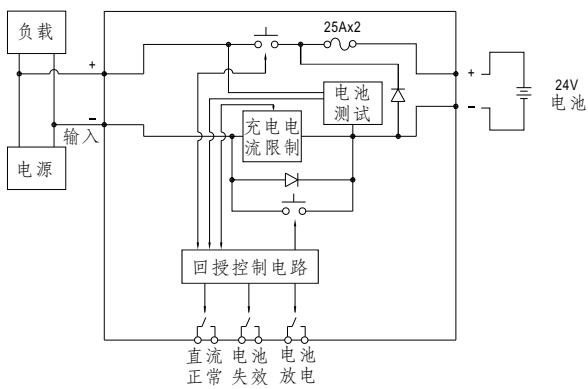 负载
25Ax2
+
+
24V
电池
−
−
输入
电池
测试
充电电
流限制
电源
回授控制电路
直流
正常
电池
失效
电池
放电